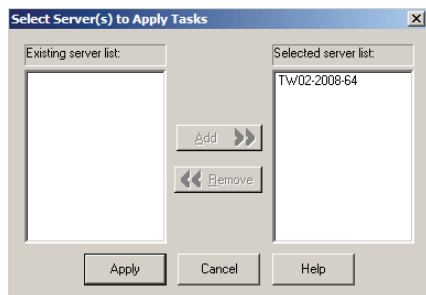 Select Server(s) to Apply Tasks
Existing server list:
Selected server list:
TW02-2008-64
Add
Remove
Apply
Cancel
Help